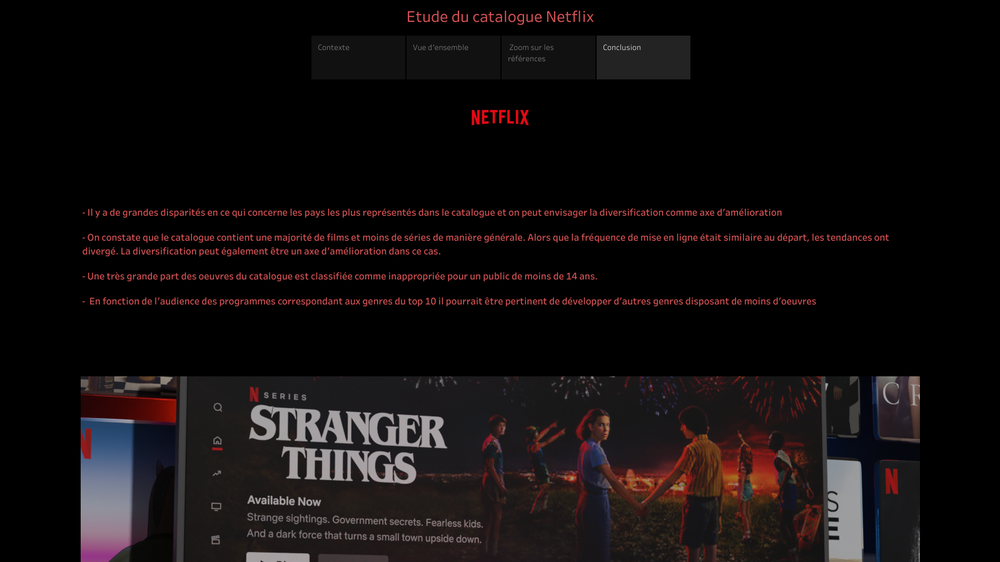 Etude du catalogue Netflix
Contexte
Vue d'ensemble
Zoom sur les
références
Conclusion
NETFLIX
- Il y a de grandes disparités en ce qui concerne les pays les plus représentés dans le catalogue et on peut envisager la diversification comme axe d'amélioration
- On constate que le catalogue contient une majorité de films et moins de séries de manière générale. Alors que la fréquence de mise en ligne était similaire au départ, les tendances ont
divergé. La diversification peut également être un axe d'amélioration dans ce cas.
- Une très grande part des oeuvres du catalogue est classifiée comme inappropriée pour un public de moins de 14 ans.
- En fonction de l'audience des programmes correspondant aux genres du top 10 il pourrait être pertinent de développer d'autres genres disposant de moins d'oeuvres
N SERIES
STRANGER
THINGS
Available Now
Strange sightings. Government secrets. Fearless kids.
And a dark force that turns a small town upside down.
N
C R
N
S
E